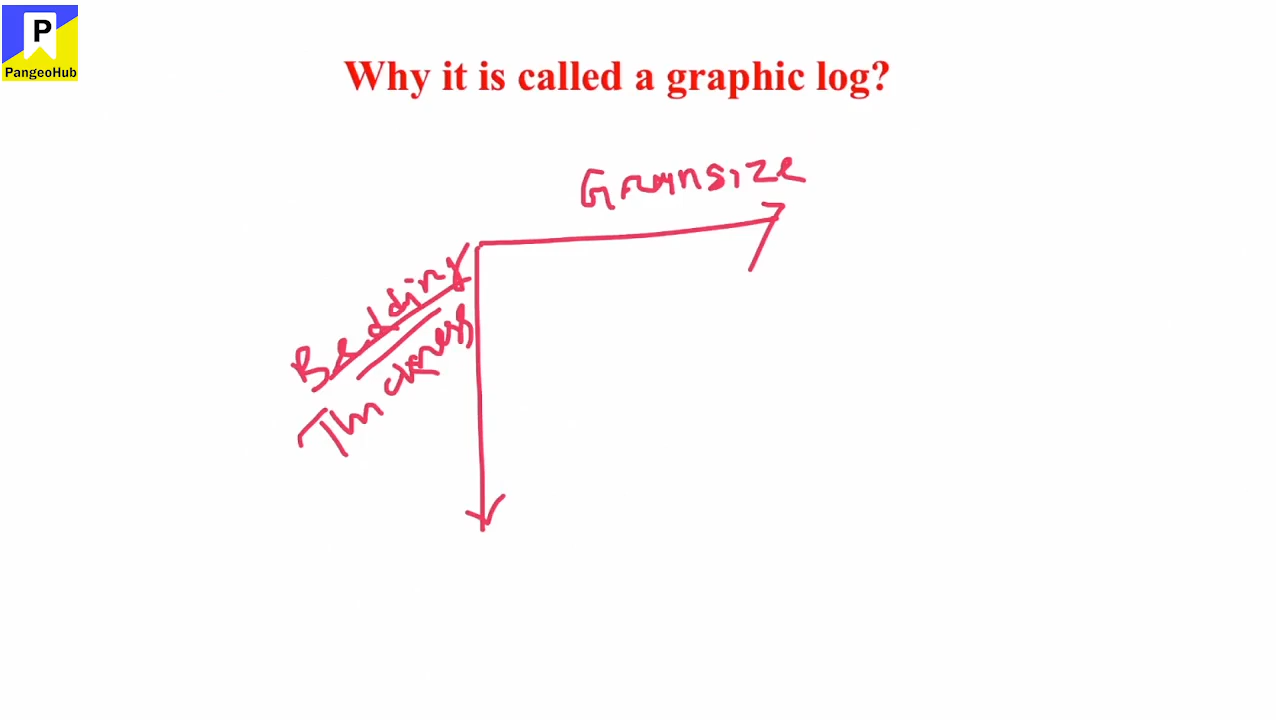 P
PangeoHub
Why it is called a graphic log?
Grainsize
Bedding
Thickness